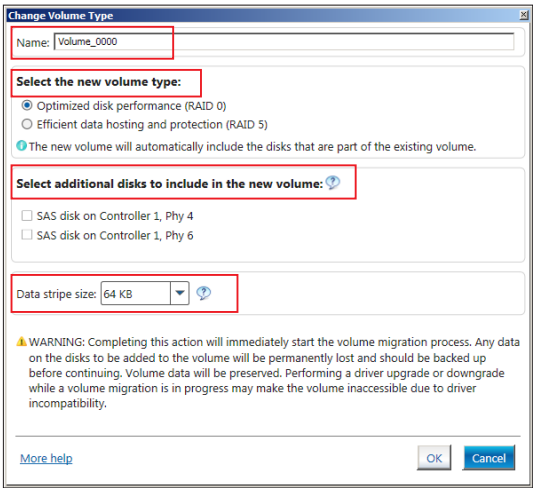 Change Volume Type
Name: Volume_0000
Select the new volume type:
Optimized disk performance (RAID 0)
Efficient data hosting and protection (RAID 5)
The new volume will automatically include the disks that are part of the existing volume.
Select additional disks to include in the new volume:
SAS disk on Controller 1, Phy 4
SAS disk on Controller 1, Phy 6
Data stripe size: 64 KB
WARNING: Completing this action will immediately start the volume migration process. Any data
on the disks to be added to the volume will be permanently lost and should be backed up
before continuing. Volume data will be preserved. Performing a driver upgrade or downgrade
while a volume migration is in progress may make the volume inaccessible due to driver
incompatibility.
More help
OK
Cancel